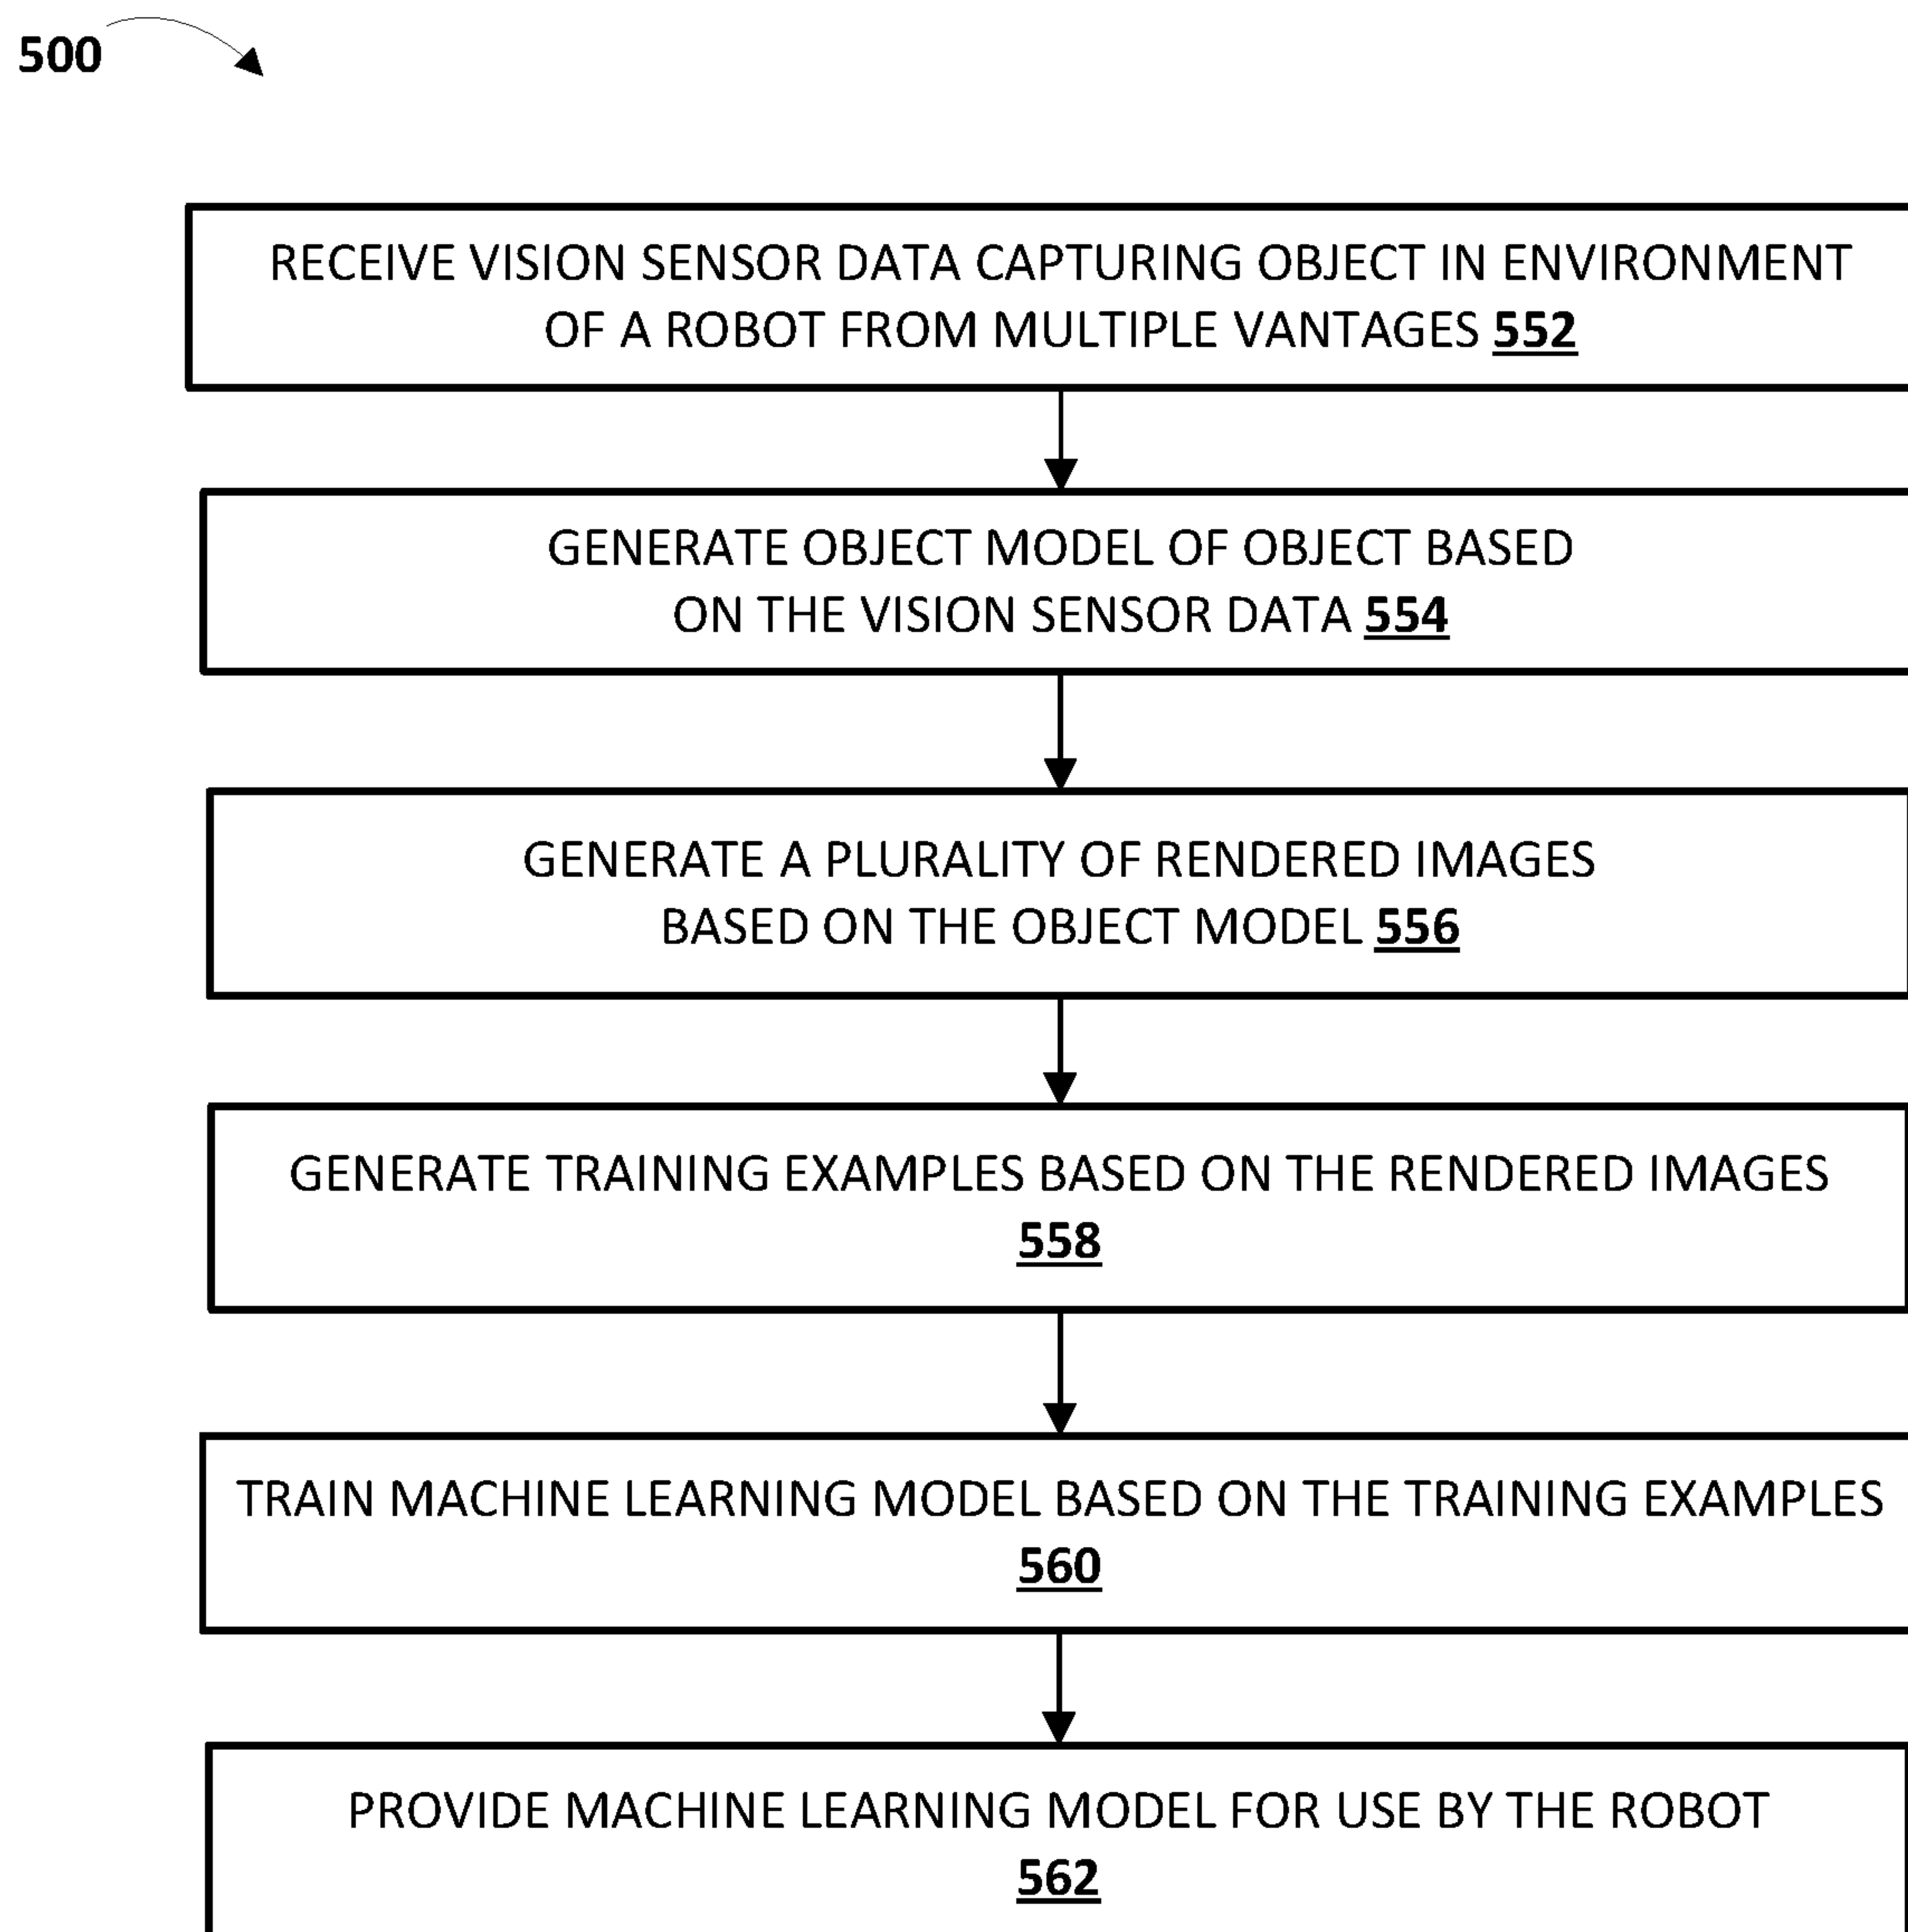 500
RECEIVE VISION SENSOR DATA CAPTURING OBJECT IN ENVIRONMENT
OF A ROBOT FROM MULTIPLE VANTAGES 552
GENERATE OBJECT MODEL OF OBJECT BASED
ON THE VISION SENSOR DATA 554
GENERATE A PLURALITY OF RENDERED IMAGES
BASED ON THE OBJECT MODEL 556
GENERATE TRAINING EXAMPLES BASED ON THE RENDERED IMAGES
558
TRAIN MACHINE LEARNING MODEL BASED ON THE TRAINING EXAMPLES
560
PROVIDE MACHINE LEARNING MODEL FOR USE BY THE ROBOT
562